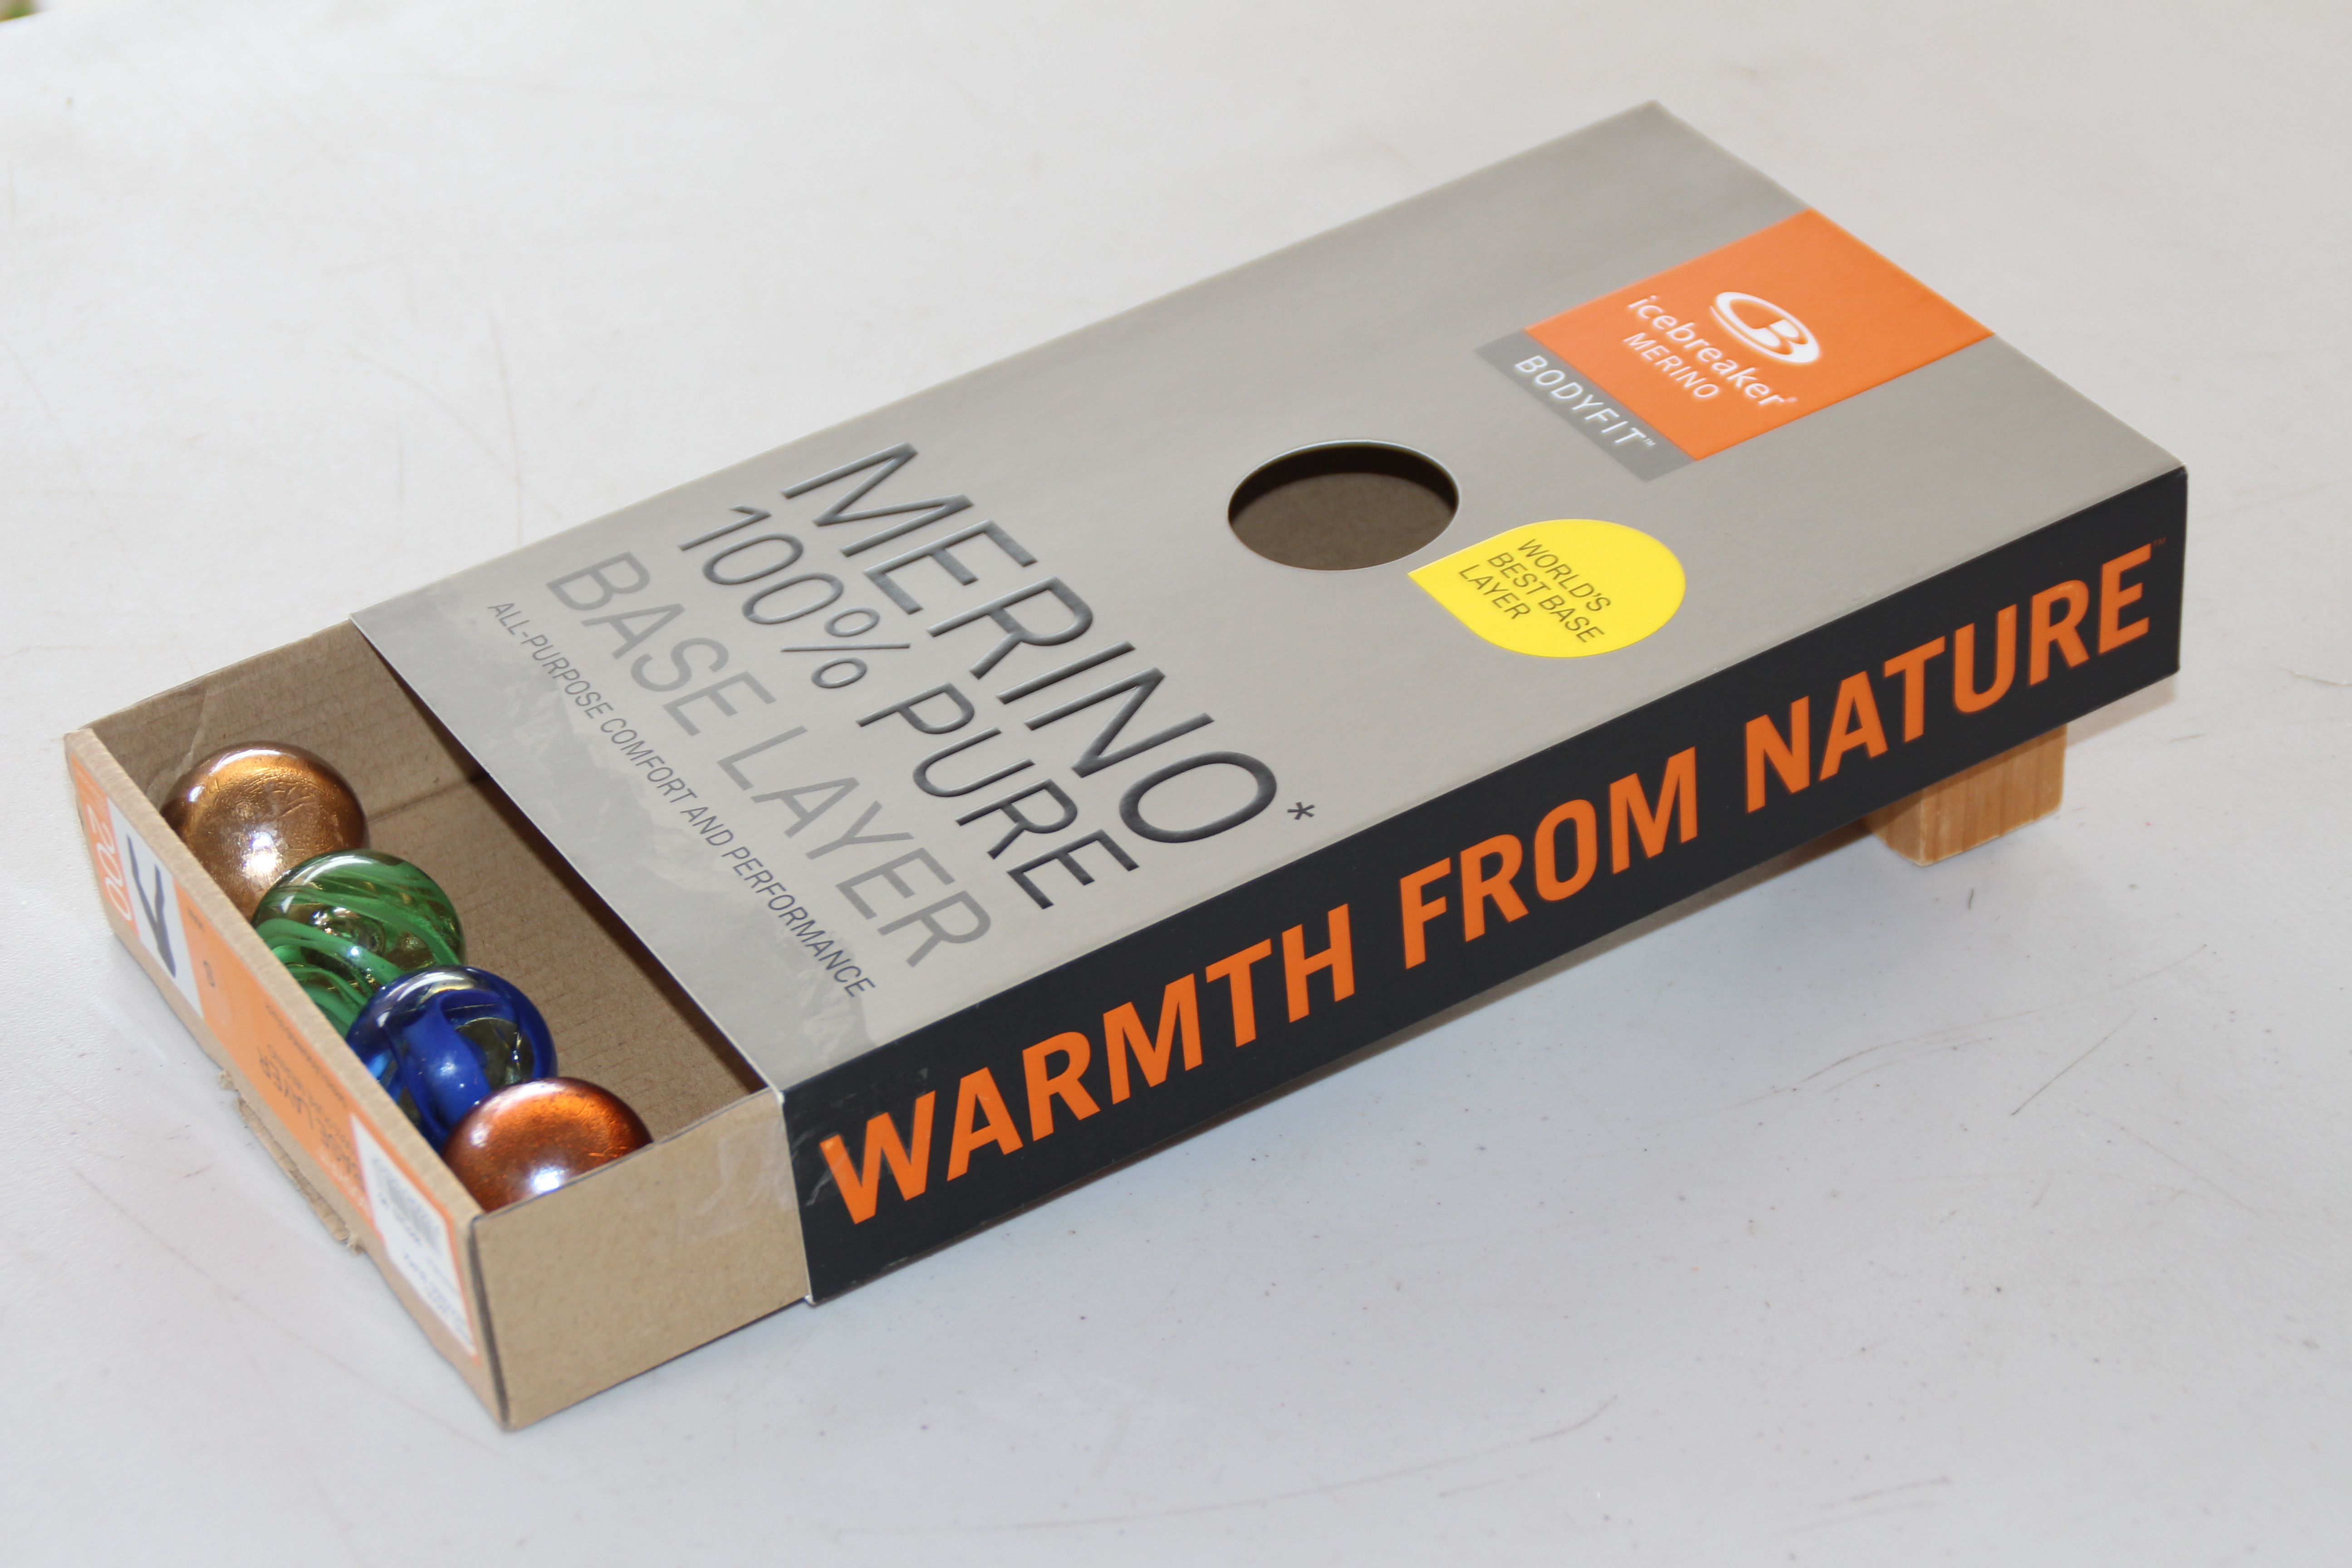 icebreaker®
MERINO
BODYFIT™
WORLD'S
BEST BASE
LAYER
MERINO*
100% PURE
BASE LAYER
ALL-PURPOSE COMFORT AND PERFORMANCE
WARMTH FROM NATURE™
200